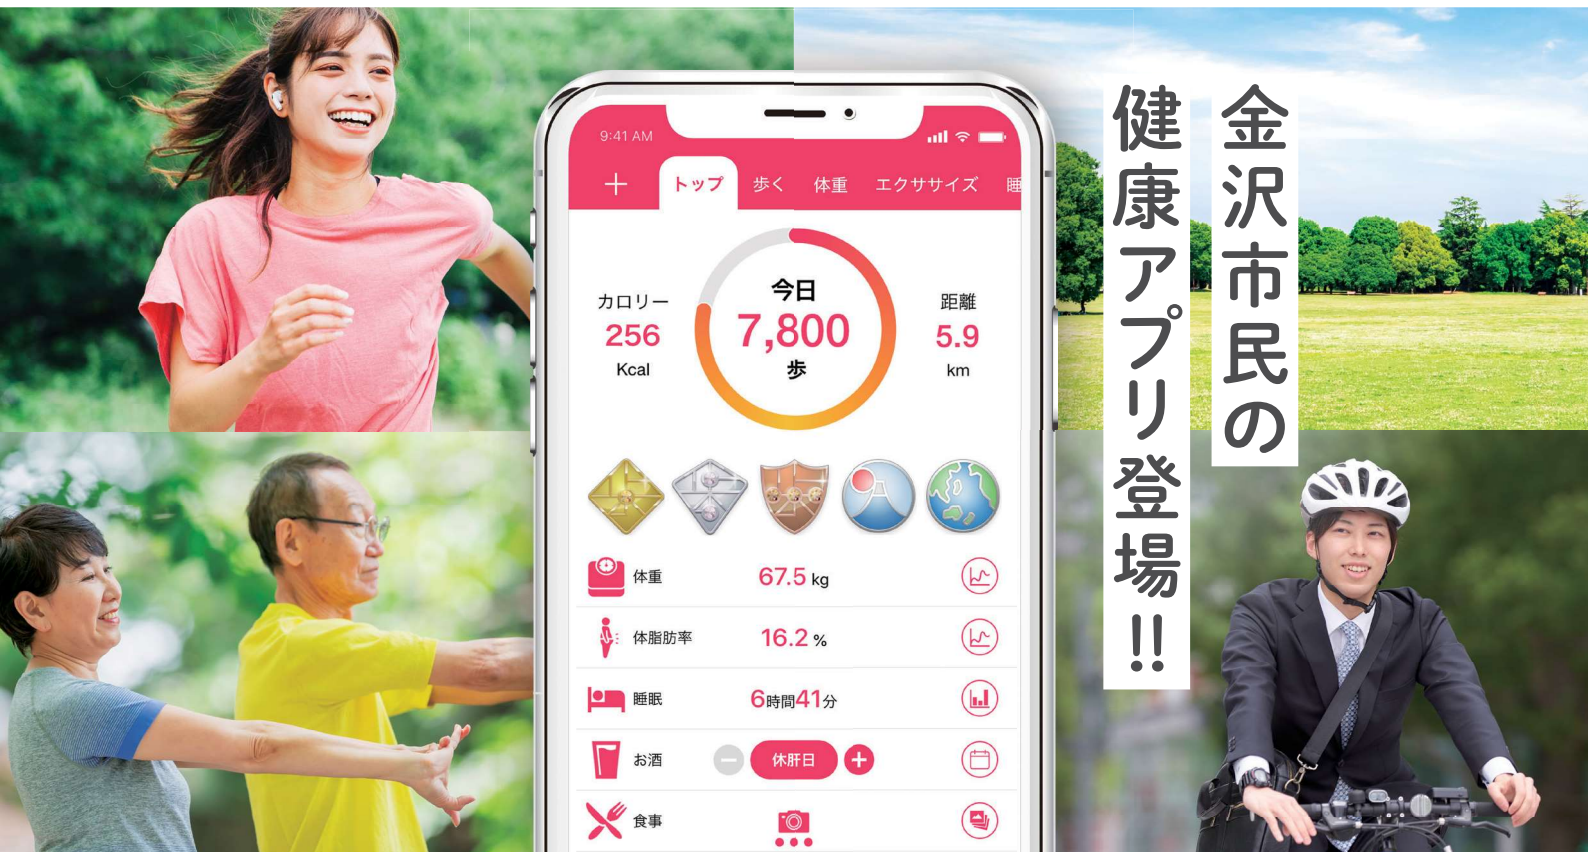 金沢市民の
健康アプリ登場!!
9:41 AM
トップ
歩く
体重
エクササイズ
睡
カロリー
256
Kcal
今日
7,800
歩
距離
5.9
km
体重
67.5 kg
体脂肪率
16.2 %
睡眠
6時間41分
お酒
休肝日
食事